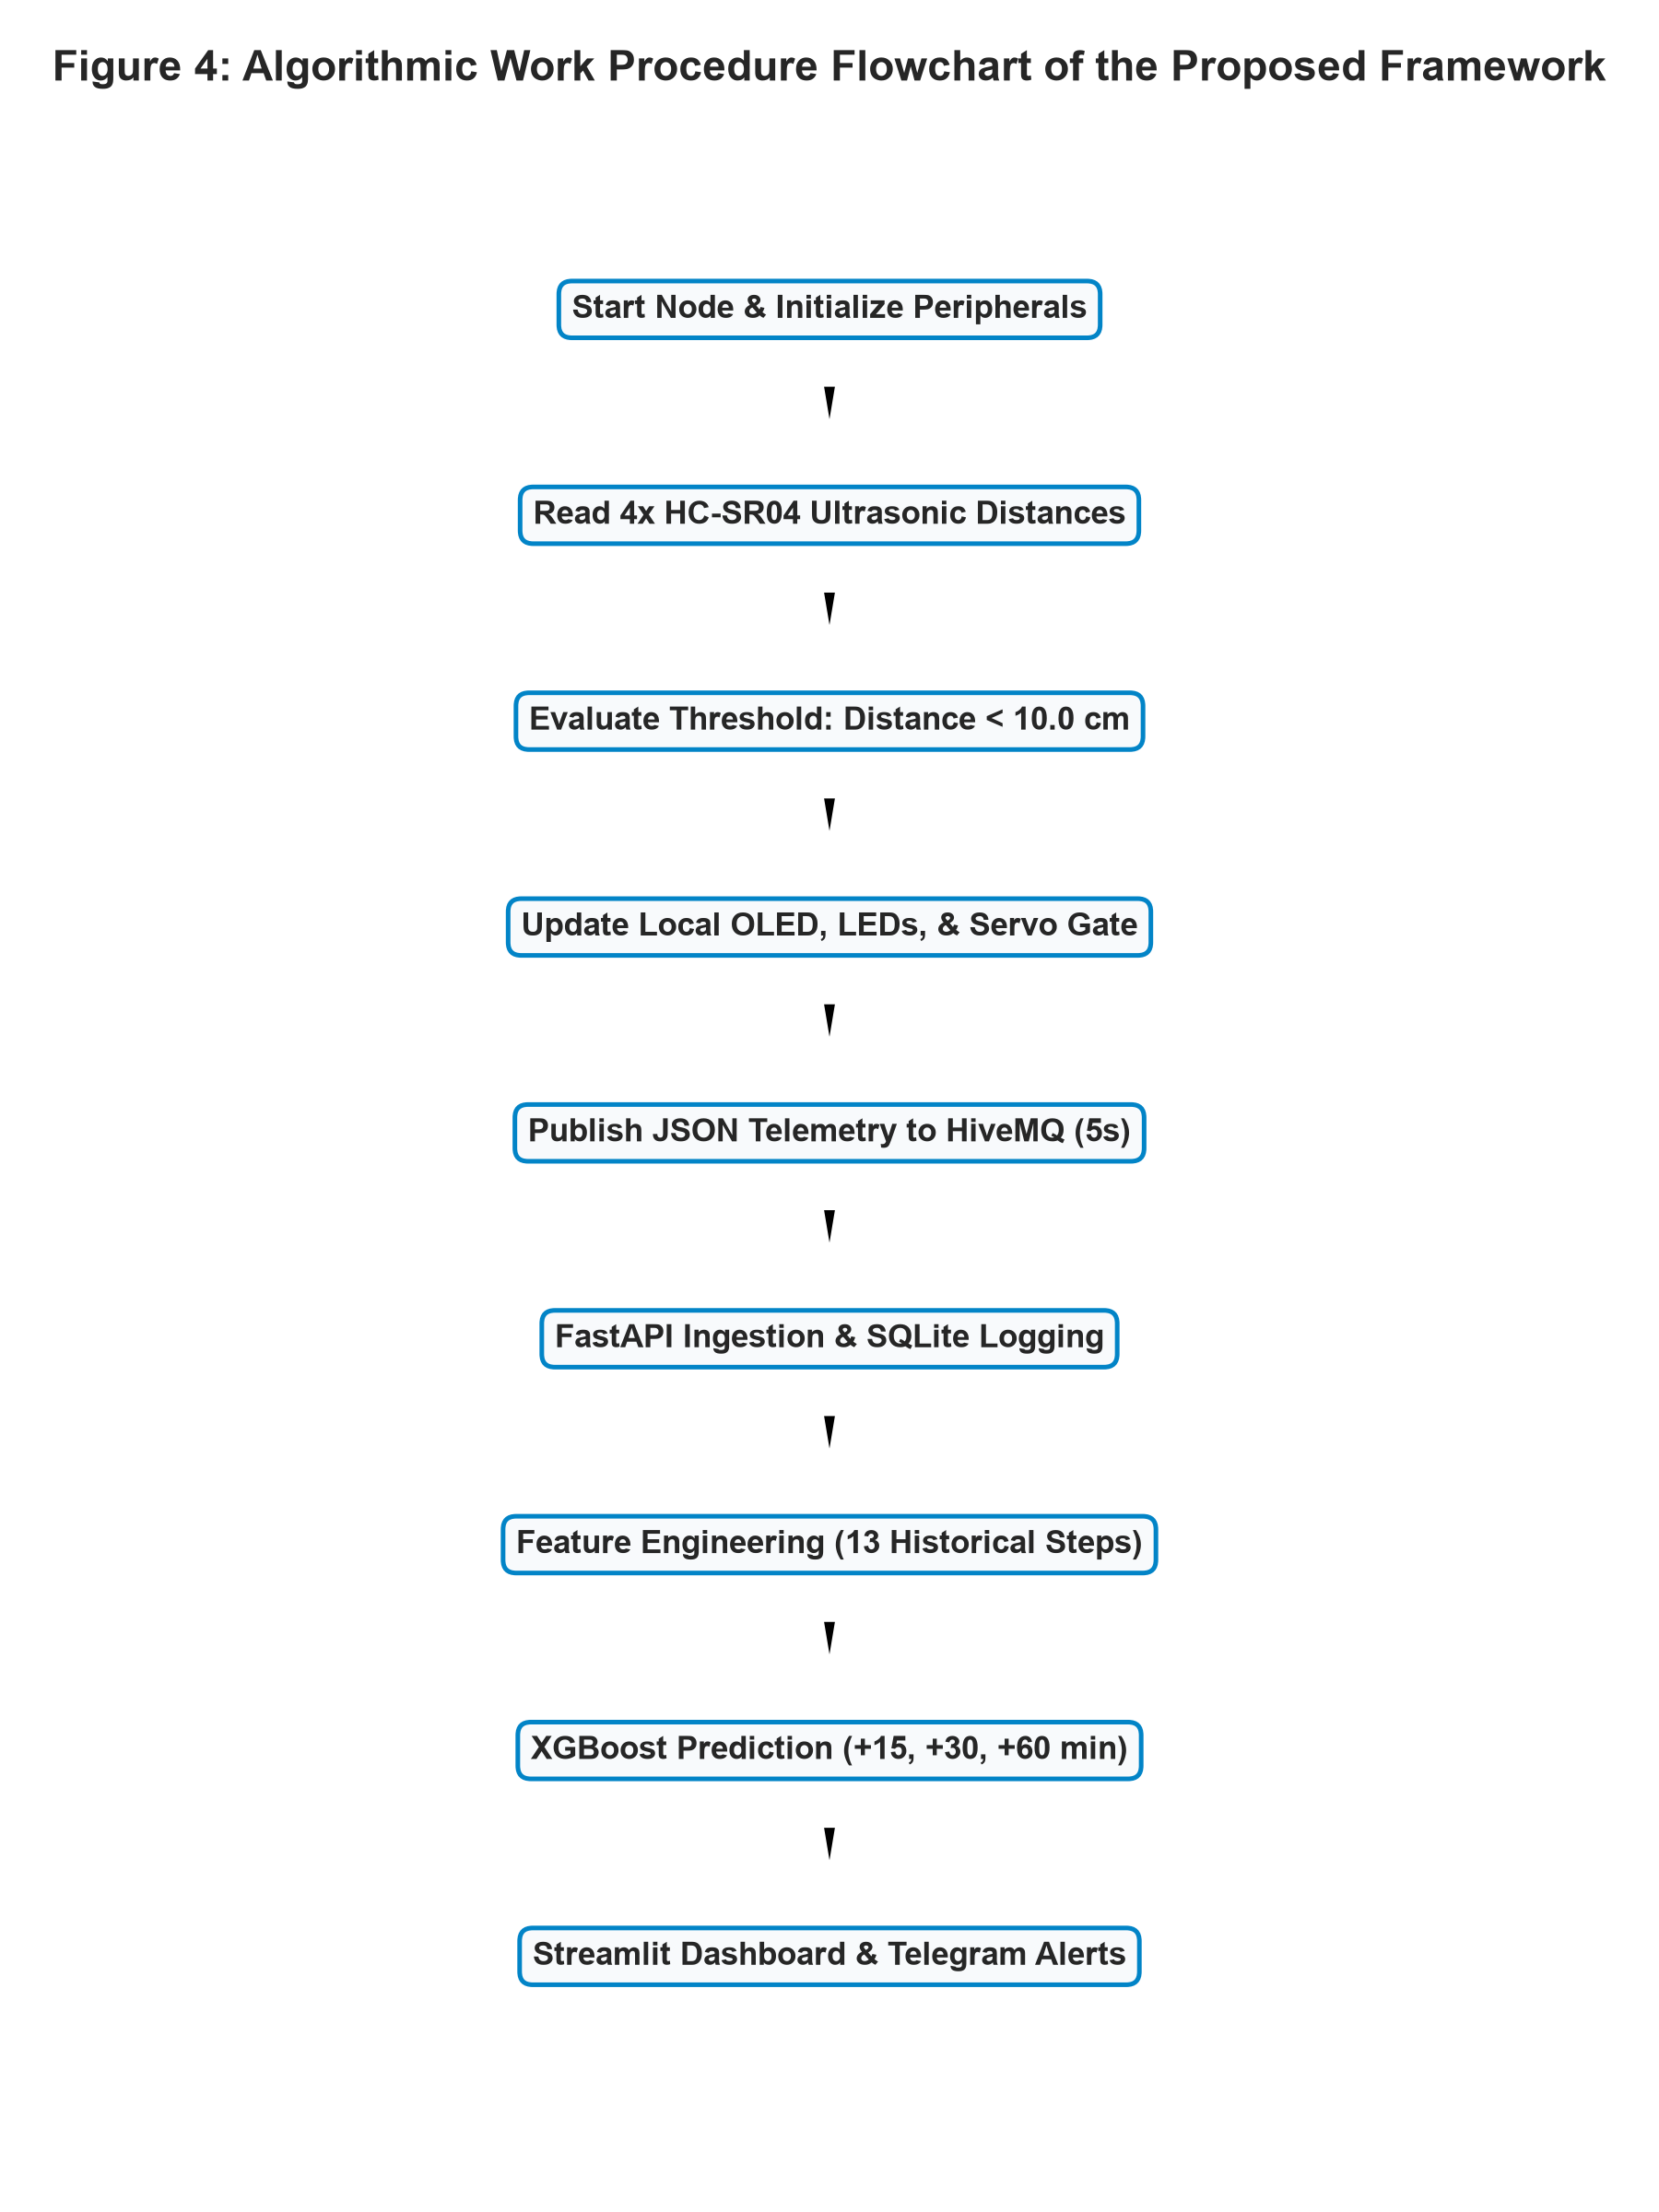 Figure 4: Algorithmic Work Procedure Flowchart of the Proposed Framework
Start Node & Initialize Peripherals
Read 4x HC-SR04 Ultrasonic Distances
Evaluate Threshold: Distance < 10.0 cm
Update Local OLED, LEDs, & Servo Gate
Publish JSON Telemetry to HiveMQ (5s)
FastAPI Ingestion & SQLite Logging
Feature Engineering (13 Historical Steps)
XGBoost Prediction (+15, +30, +60 min)
Streamlit Dashboard & Telegram Alerts